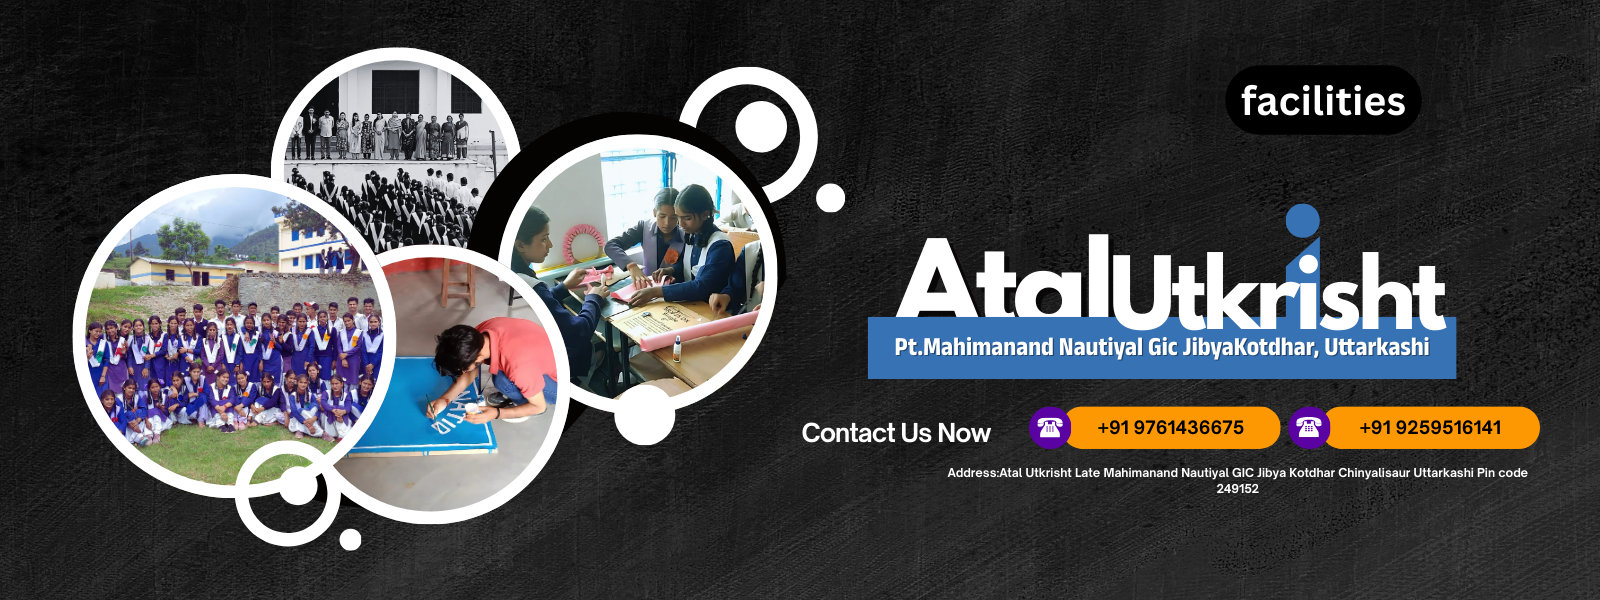 facilities
AtalUtkrisht
Pt.Mahimanand Nautiyal Gic JibyaKotdhar, Uttarkashi
Contact Us Now
+91 9761436675
+91 9259516141
Address:Atal Utkrisht Late Mahimanand Nautiyal GIC Jibya Kotdhar Chinyalisaur Uttarkashi Pin code
249152